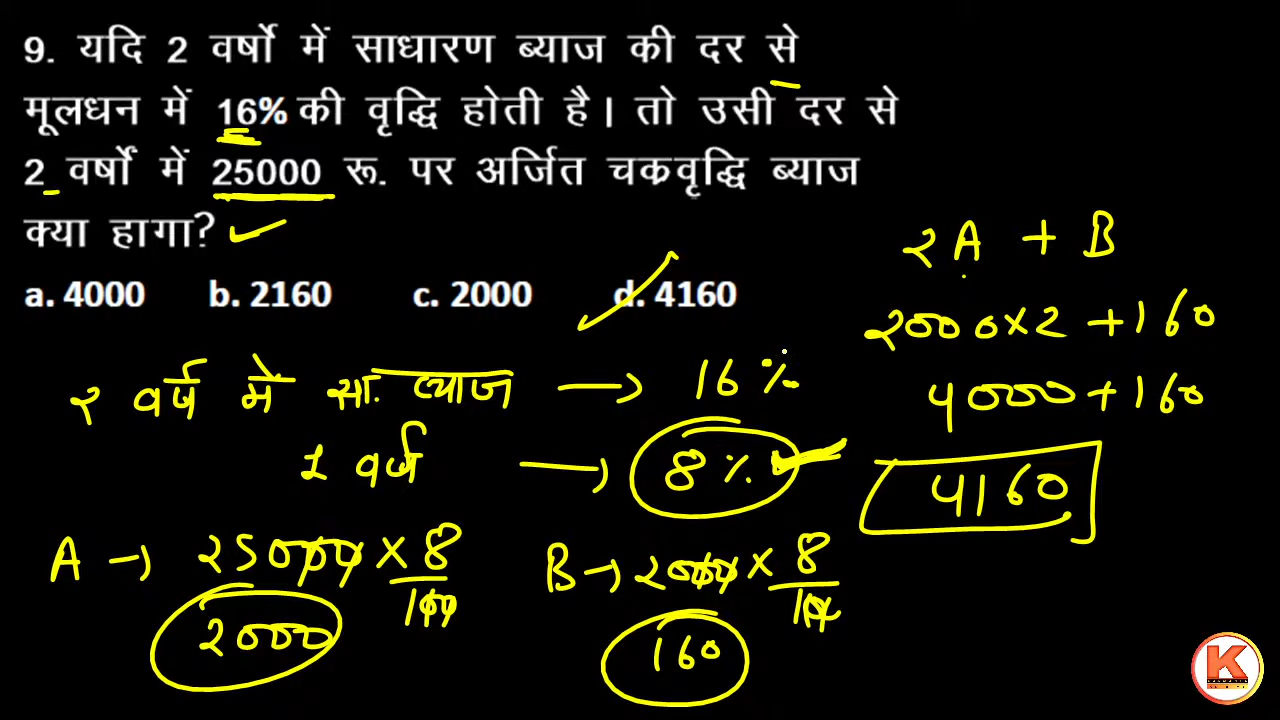 9. यदि 2 वर्षो में साधारण ब्याज की दर से
मूलधन में 16% की वृद्धि होती है। तो उसी दर से
2 वर्षों में 25000 रू. पर अर्जित चकवृद्धि ब्याज
क्या हागा?
a. 4000 b. 2160 c. 2000 d. 4160
2A + B
2000×2 + 160
4000 + 160
4160
२ वर्ष मे सा. ब्याज → 16%
1 वर्ष → 8%
A → 25000 × 8/100
2000
B → 2000 × 8/100
160
K